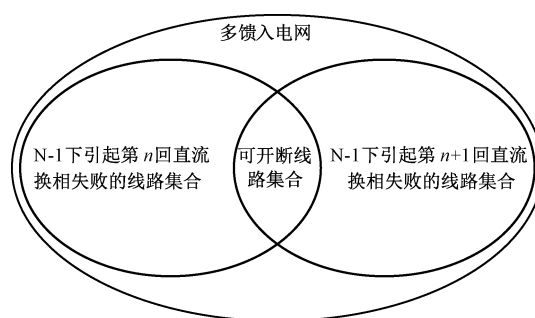 多馈入电网
N-1下引起第n回直流
换相失败的线路集合
可开断线
路集合
N-1下引起第n+1回直流
换相失败的线路集合